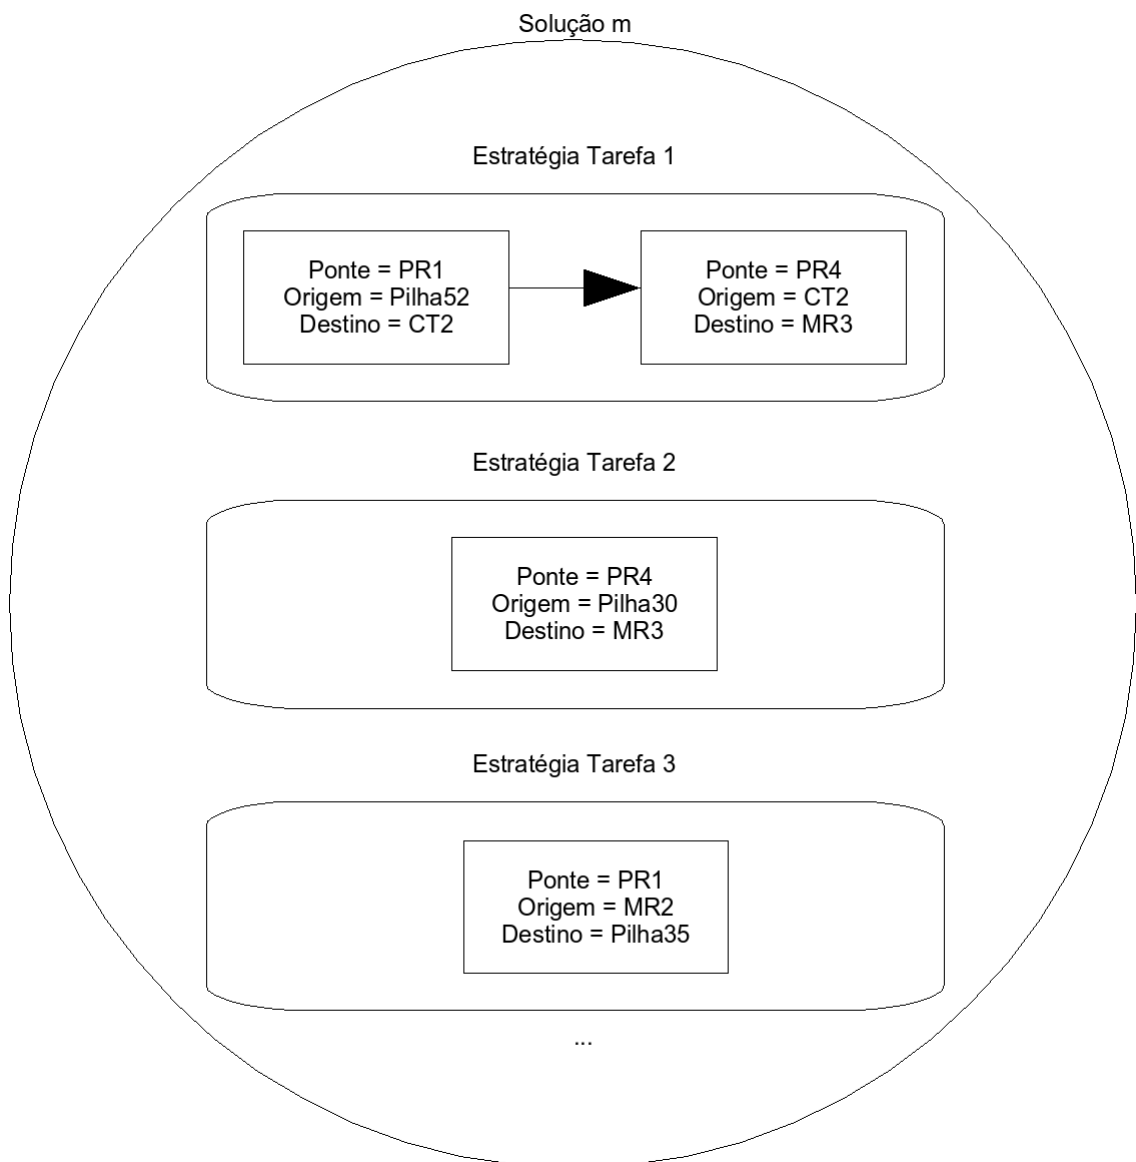 Solução m
Estratégia Tarefa 1
Ponte = PR1
Origem = Pilha52
Destino = CT2
Ponte = PR4
Origem = CT2
Destino = MR3
Estratégia Tarefa 2
Ponte = PR4
Origem = Pilha30
Destino = MR3
Estratégia Tarefa 3
Ponte = PR1
Origem = MR2
Destino = Pilha35
...